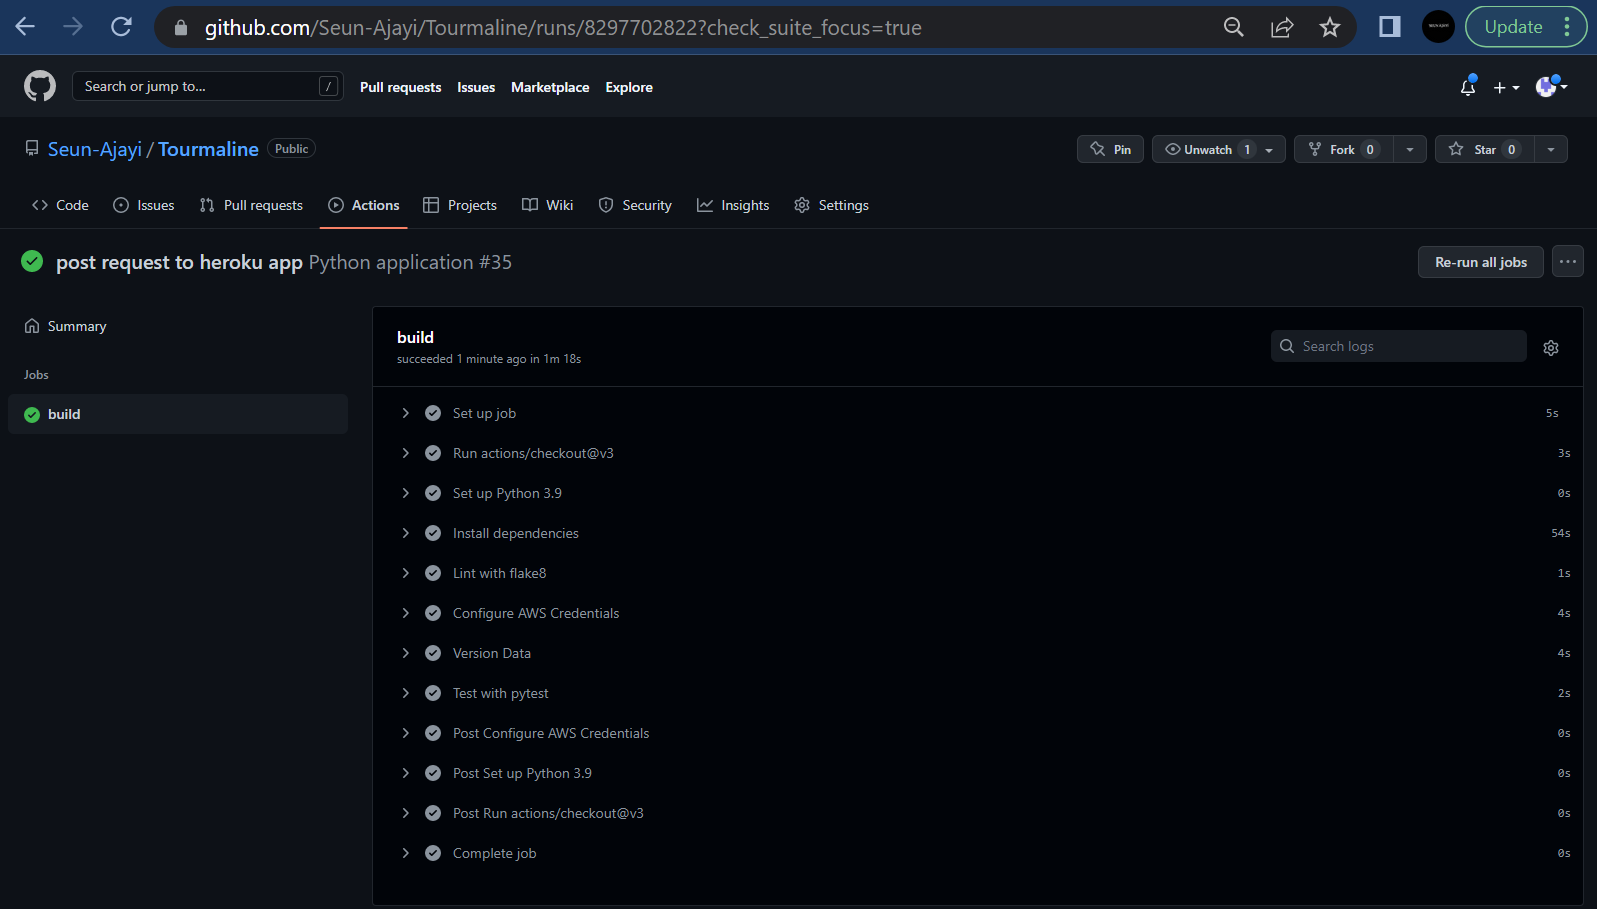 github.com/Seun-Ajayi/Tourmaline/runs/8297702822?check_suite_focus=true
Update
Search or jump to... /
Pull requests Issues Marketplace Explore
Seun-Ajayi / Tourmaline Public
Pin Unwatch 1 Fork 0 Star 0
Code Issues Pull requests Actions Projects Wiki Security Insights Settings
post request to heroku app Python application #35
Re-run all jobs
Summary
Jobs
build
build
succeeded 1 minute ago in 1m 18s
Search logs
Set up job 5s
Run actions/checkout@v3 3s
Set up Python 3.9 0s
Install dependencies 54s
Lint with flake8 1s
Configure AWS Credentials 4s
Version Data 4s
Test with pytest 2s
Post Configure AWS Credentials 0s
Post Set up Python 3.9 0s
Post Run actions/checkout@v3 0s
Complete job 0s